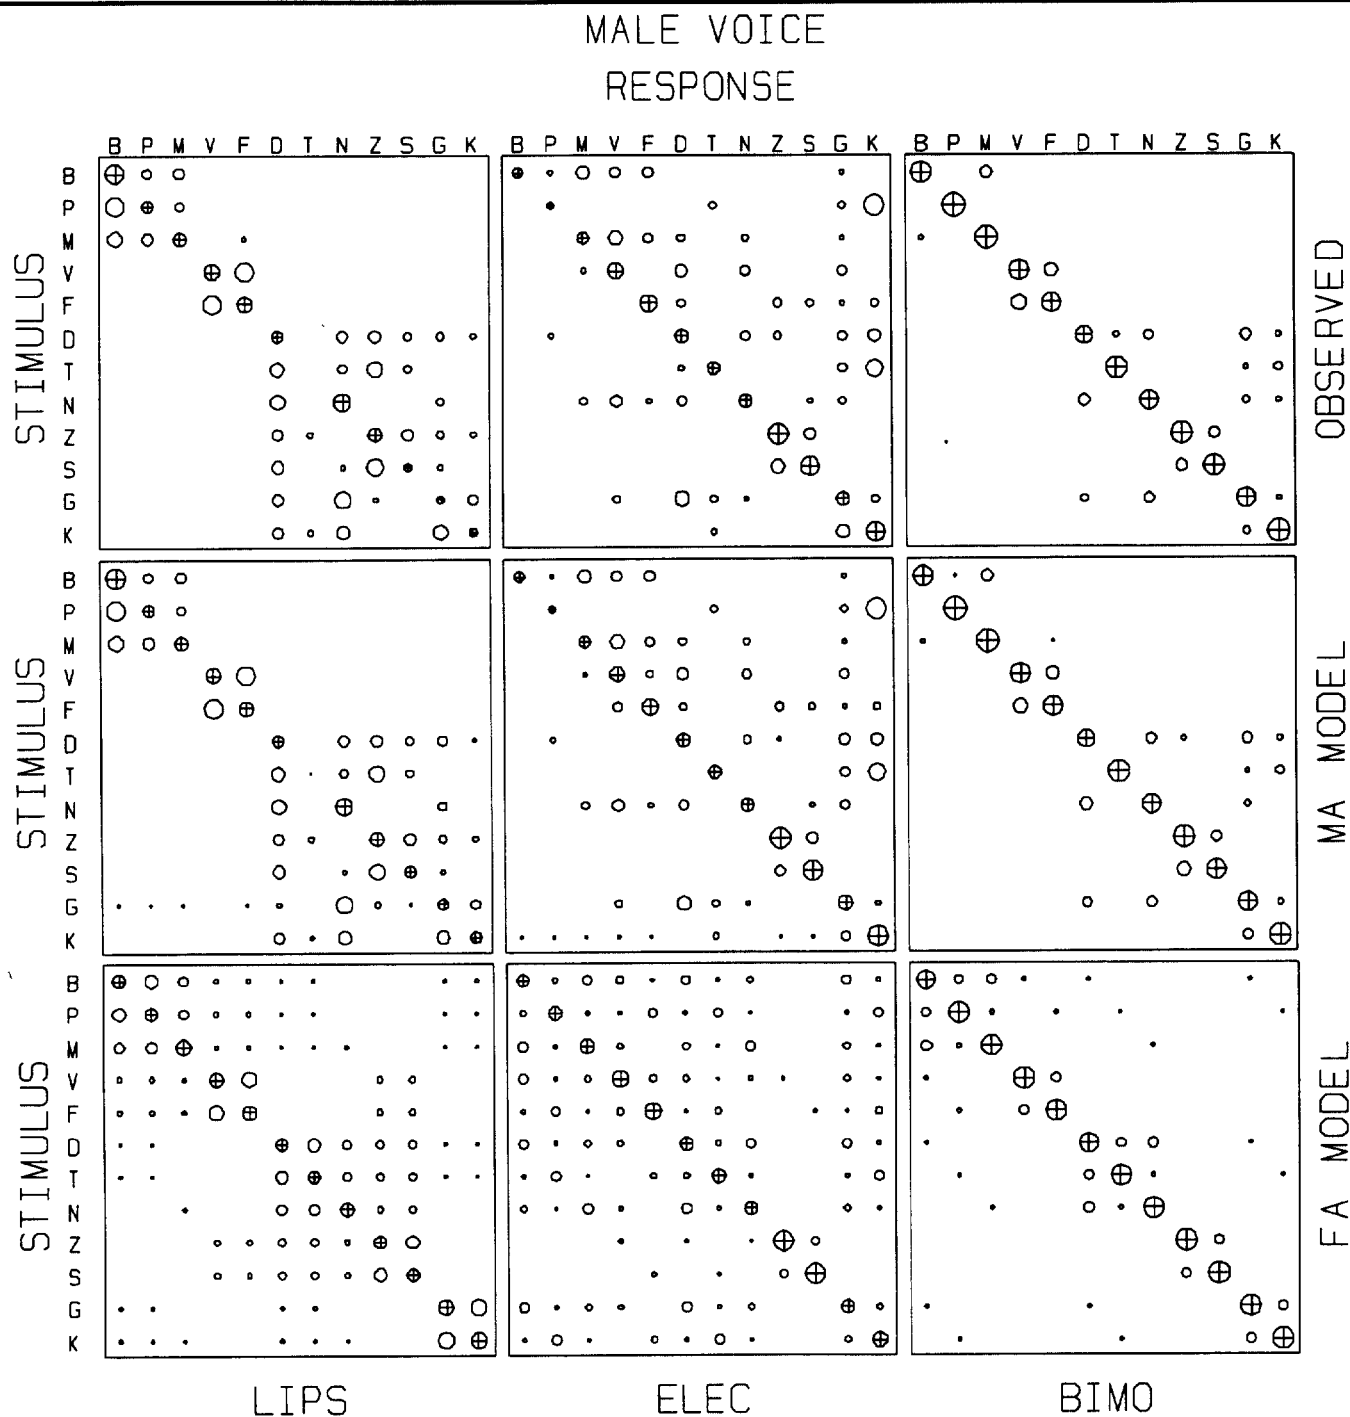 MALE VOICE
RESPONSE
B P M V F D T N Z S G K B P M V F D T N Z S G K B P M V F D T N Z S G K
B
P
M
V
F
D
T
N
Z
S
G
K
STIMULUS
OBSERVED
B
P
M
V
F
D
T
N
Z
S
G
K
STIMULUS
MA MODEL
B
P
M
V
F
D
T
N
Z
S
G
K
STIMULUS
FA MODEL
LIPS ELEC BIMO